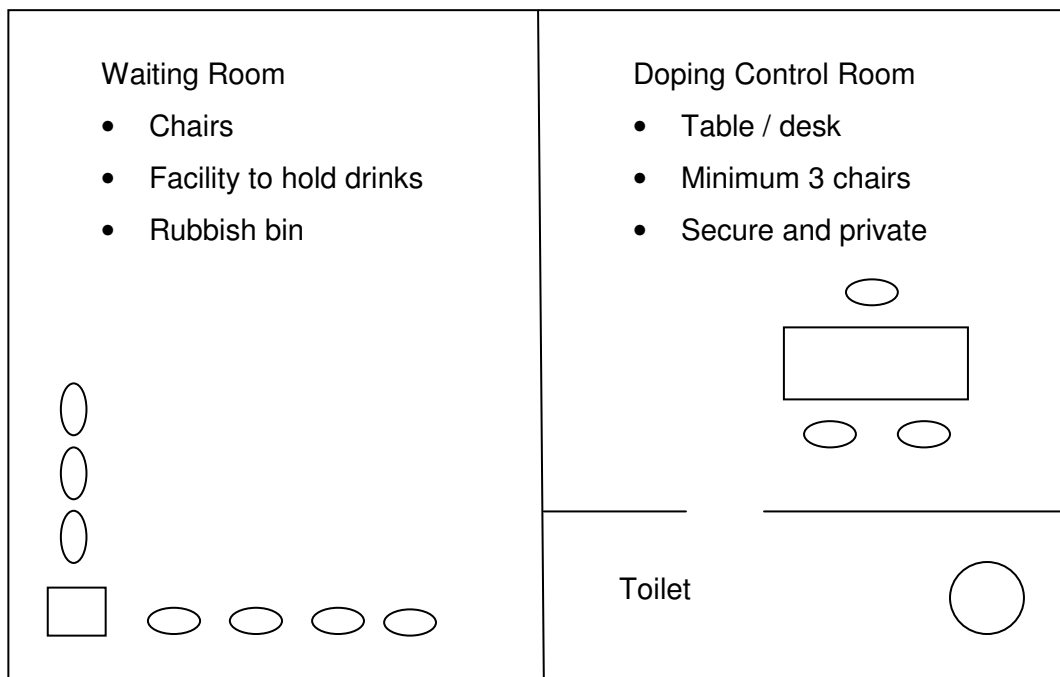 Waiting Room
• Chairs
• Facility to hold drinks
• Rubbish bin
Doping Control Room
• Table / desk
• Minimum 3 chairs
• Secure and private
Toilet